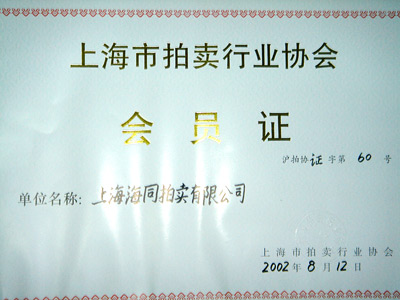 上海市拍卖行业协会
会员证
沪拍协证字第 60 号
单位名称: 上海海同拍卖有限公司
上海市拍卖行业协会
2002年8月12日